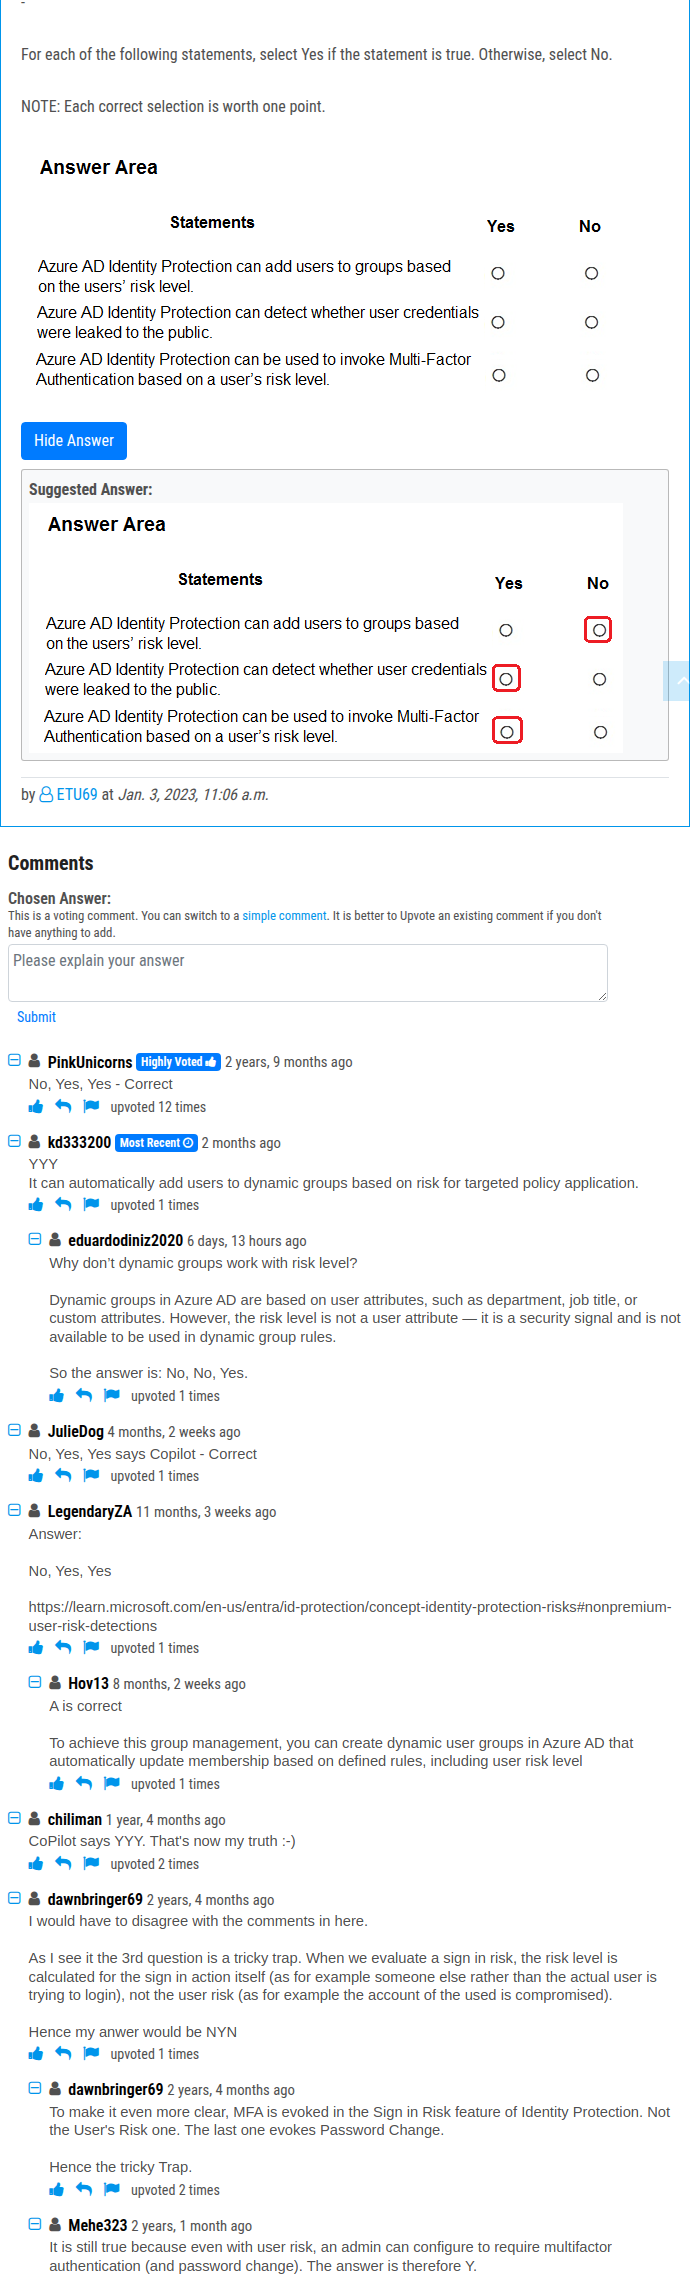 -
For each of the following statements, select Yes if the statement is true. Otherwise, select No.
NOTE: Each correct selection is worth one point.
Answer Area
Statements Yes No
Azure AD Identity Protection can add users to groups based
on the users' risk level.
Azure AD Identity Protection can detect whether user credentials
were leaked to the public.
Azure AD Identity Protection can be used to invoke Multi-Factor
Authentication based on a user's risk level.
Hide Answer
Suggested Answer:
Answer Area
Statements Yes No
Azure AD Identity Protection can add users to groups based
on the users' risk level.
Azure AD Identity Protection can detect whether user credentials
were leaked to the public.
Azure AD Identity Protection can be used to invoke Multi-Factor
Authentication based on a user's risk level.
by ETU69 at Jan. 3, 2023, 11:06 a.m.
Comments
Chosen Answer:
This is a voting comment. You can switch to a simple comment. It is better to Upvote an existing comment if you don't
have anything to add.
Please explain your answer
Submit
PinkUnicorns Highly Voted 2 years, 9 months ago
No, Yes, Yes - Correct
upvoted 12 times
kd333200 Most Recent 2 months ago
YYY
It can automatically add users to dynamic groups based on risk for targeted policy application.
upvoted 1 times
eduardodiniz2020 6 days, 13 hours ago
Why don't dynamic groups work with risk level?
Dynamic groups in Azure AD are based on user attributes, such as department, job title, or
custom attributes. However, the risk level is not a user attribute — it is a security signal and is not
available to be used in dynamic group rules.
So the answer is: No, No, Yes.
upvoted 1 times
JulieDog 4 months, 2 weeks ago
No, Yes, Yes says Copilot - Correct
upvoted 1 times
LegendaryZA 11 months, 3 weeks ago
Answer:
No, Yes, Yes
https://learn.microsoft.com/en-us/entra/id-protection/concept-identity-protection-risks#nonpremium-
user-risk-detections
upvoted 1 times
Hov13 8 months, 2 weeks ago
A is correct
To achieve this group management, you can create dynamic user groups in Azure AD that
automatically update membership based on defined rules, including user risk level
upvoted 1 times
chiliman 1 year, 4 months ago
CoPilot says YYY. That's now my truth :-)
upvoted 2 times
dawnbringer69 2 years, 4 months ago
I would have to disagree with the comments in here.
As I see it the 3rd question is a tricky trap. When we evaluate a sign in risk, the risk level is
calculated for the sign in action itself (as for example someone else rather than the actual user is
trying to login), not the user risk (as for example the account of the used is compromised).
Hence my anwer would be NYN
upvoted 1 times
dawnbringer69 2 years, 4 months ago
To make it even more clear, MFA is evoked in the Sign in Risk feature of Identity Protection. Not
the User's Risk one. The last one evokes Password Change.
Hence the tricky Trap.
upvoted 2 times
Mehe323 2 years, 1 month ago
It is still true because even with user risk, an admin can configure to require multifactor
authentication (and password change). The answer is therefore Y.